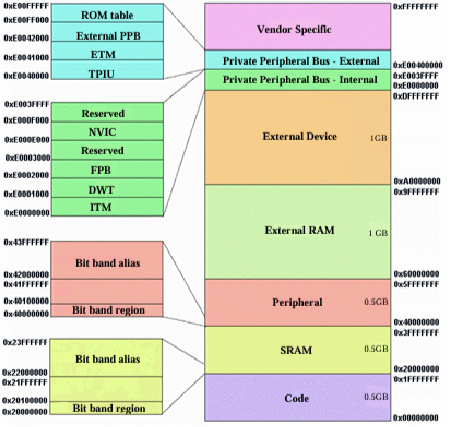 0xE00FFFFF
ROM table
0xE00FF000
External PPB
0xE0042000
ETM
0xE0041000
TPIU
0xE0040000
0xE003FFFF
Reserved
0xE000F000
NVIC
0xE000E000
Reserved
0xE0003000
FPB
0xE0002000
DWT
0xE0001000
ITM
0xE0000000
0x43FFFFFF
Bit band alias
0x42000000
0x41FFFFFF
0x40100000
Bit band region
0x40000000
0x23FFFFFF
Bit band alias
0x22000000
0x21FFFFFF
0x20100000
Bit band region
0x20000000
0xFFFFFFFF
Vendor Specific
Private Peripheral Bus - External
0xE0040000
0xE003FFFF
Private Peripheral Bus - Internal
0xE0000000
0xDFFFFFFF
External Device 1GB
0xA0000000
0x9FFFFFFF
External RAM 1 GB
0x60000000
0x5FFFFFFF
Peripheral 0.5GB
0x40000000
0x3FFFFFFF
SRAM 0.5GB
0x20000000
0x1FFFFFFF
Code 0.5GB
0x00000000